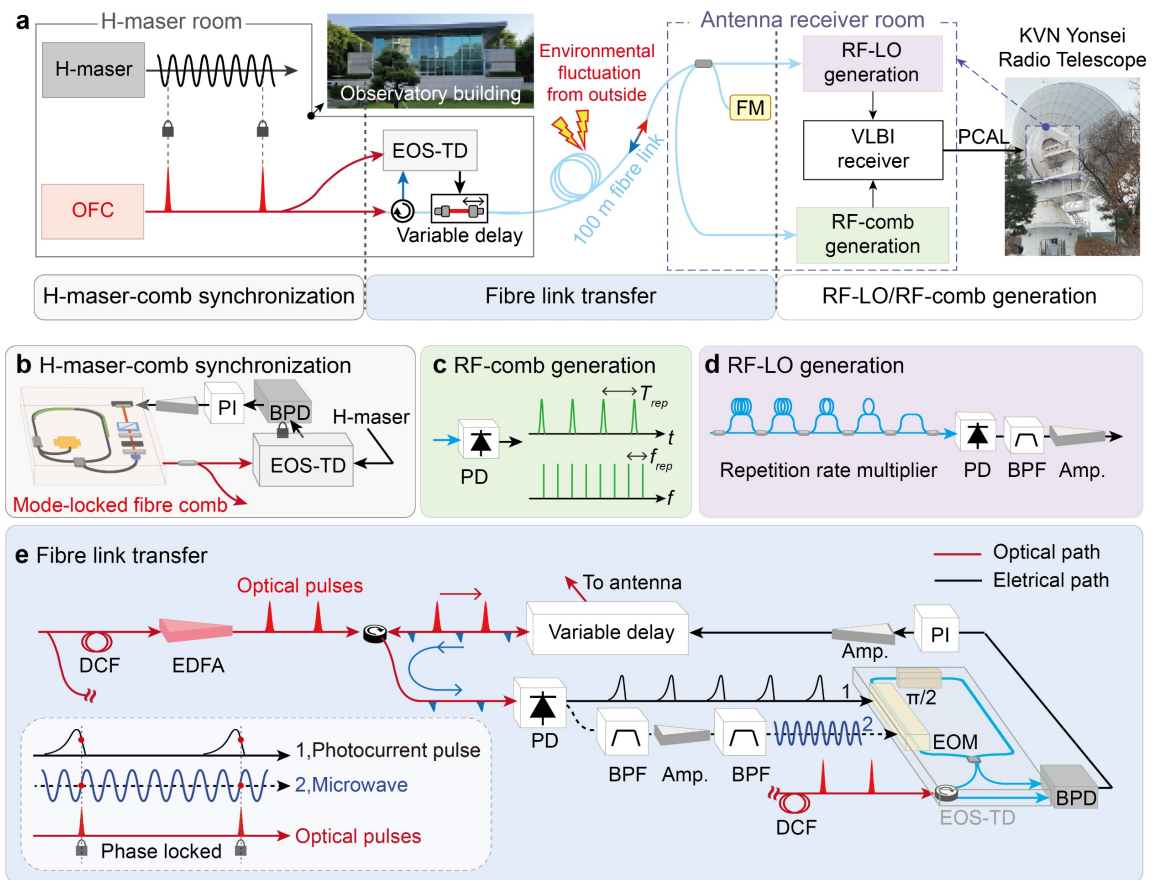 a
H-maser room
H-maser
OFC
Observatory building
EOS-TD
Variable delay
Environmental
fluctuation
from outside
100 m fibre link
Antenna receiver room
FM
RF-LO
generation
VLBI
receiver
PCAL
RF-comb
generation
KVN Yonsei
Radio Telescope
H-maser-comb synchronization
Fibre link transfer
RF-LO/RF-comb generation
b H-maser-comb synchronization
PI
BPD
H-maser
EOS-TD
Mode-locked fibre comb
c RF-comb generation
PD
Trep
t
frep
f
d RF-LO generation
Repetition rate multiplier
PD
BPF
Amp.
e Fibre link transfer
Optical path
Eletrical path
Optical pulses
To antenna
DCF
EDFA
Variable delay
Amp.
PI
PD
1
π/2
BPF
Amp.
BPF
2
EOM
BPD
DCF
EOS-TD
1,Photocurrent pulse
2,Microwave
Optical pulses
Phase locked